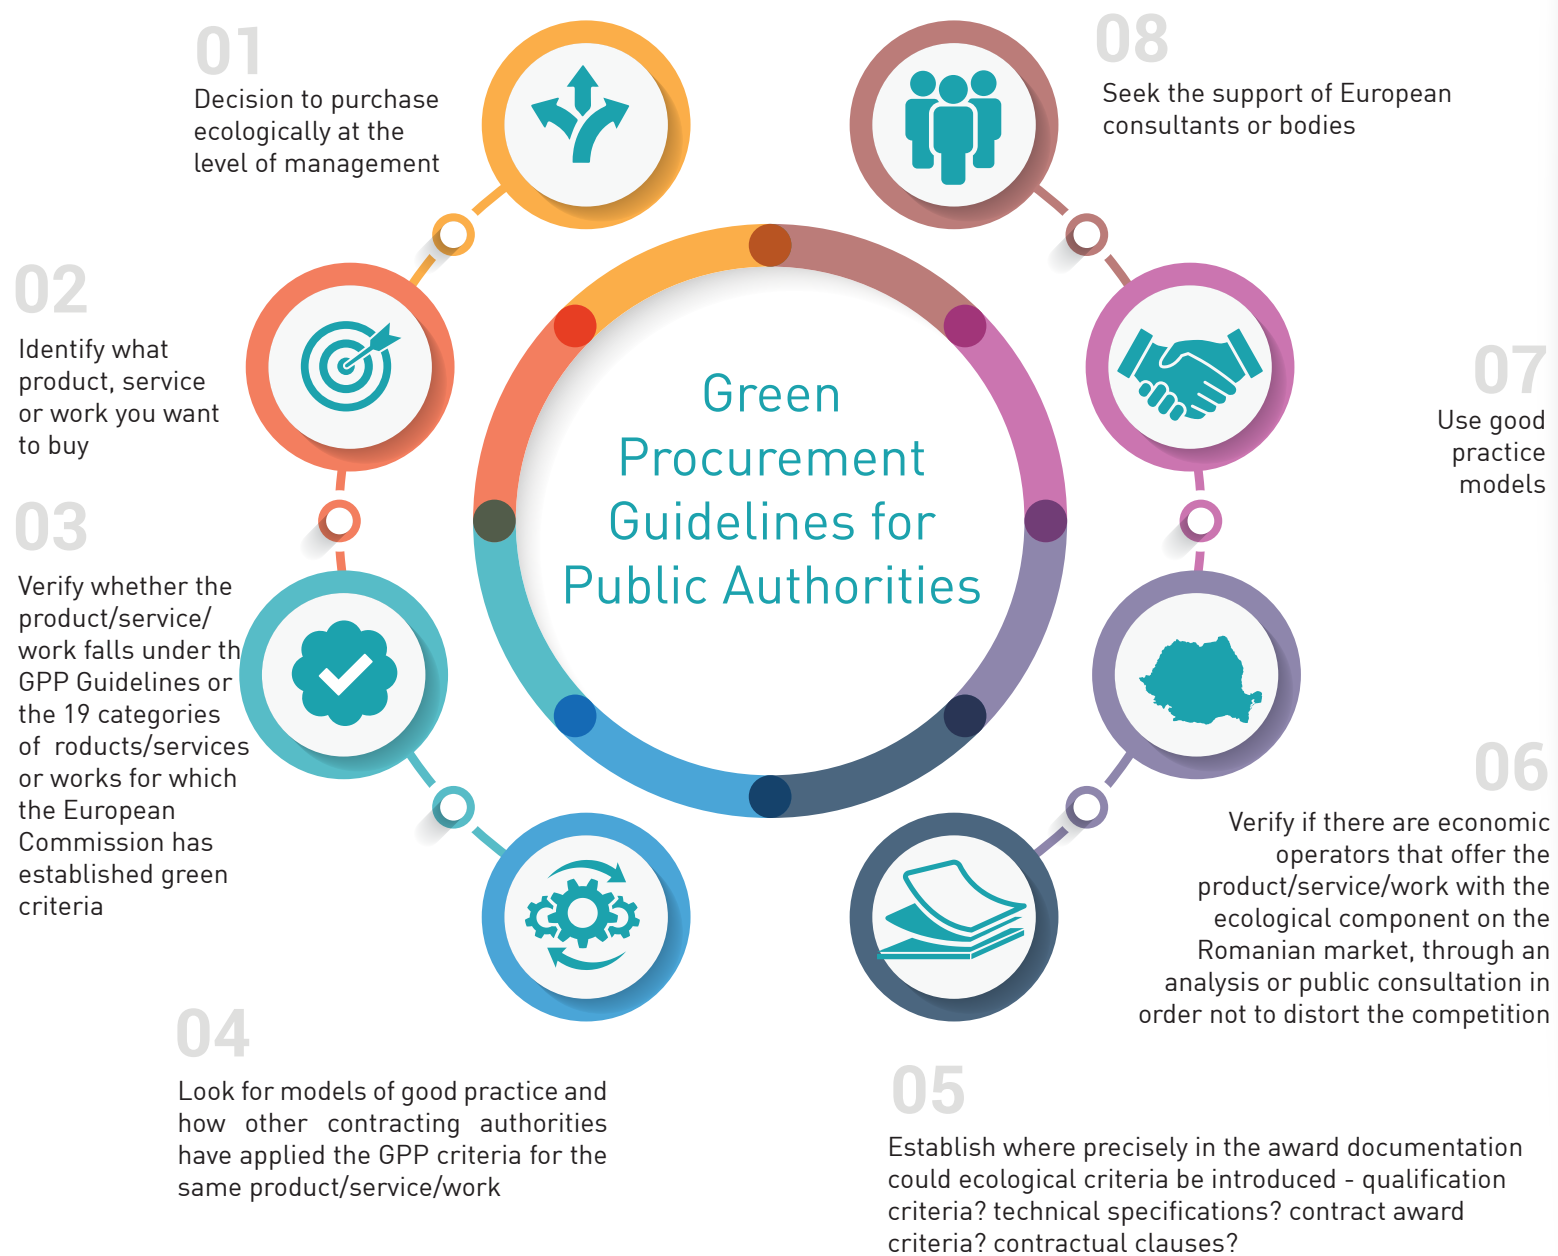 Green
Procurement
Guidelines for
Public Authorities
01
Decision to purchase
ecologically at the
level of management
02
Identify what
product, service
or work you want
to buy
03
Verify whether the
product/service/
work falls under th
GPP Guidelines or
the 19 categories
of roducts/services
or works for which
the European
Commission has
established green
criteria
04
Look for models of good practice and
how other contracting authorities
have applied the GPP criteria for the
same product/service/work
05
Establish where precisely in the award documentation
could ecological criteria be introduced - qualification
criteria? technical specifications? contract award
criteria? contractual clauses?
06
Verify if there are economic
operators that offer the
product/service/work with the
ecological component on the
Romanian market, through an
analysis or public consultation in
order not to distort the competition
07
Use good
practice
models
08
Seek the support of European
consultants or bodies